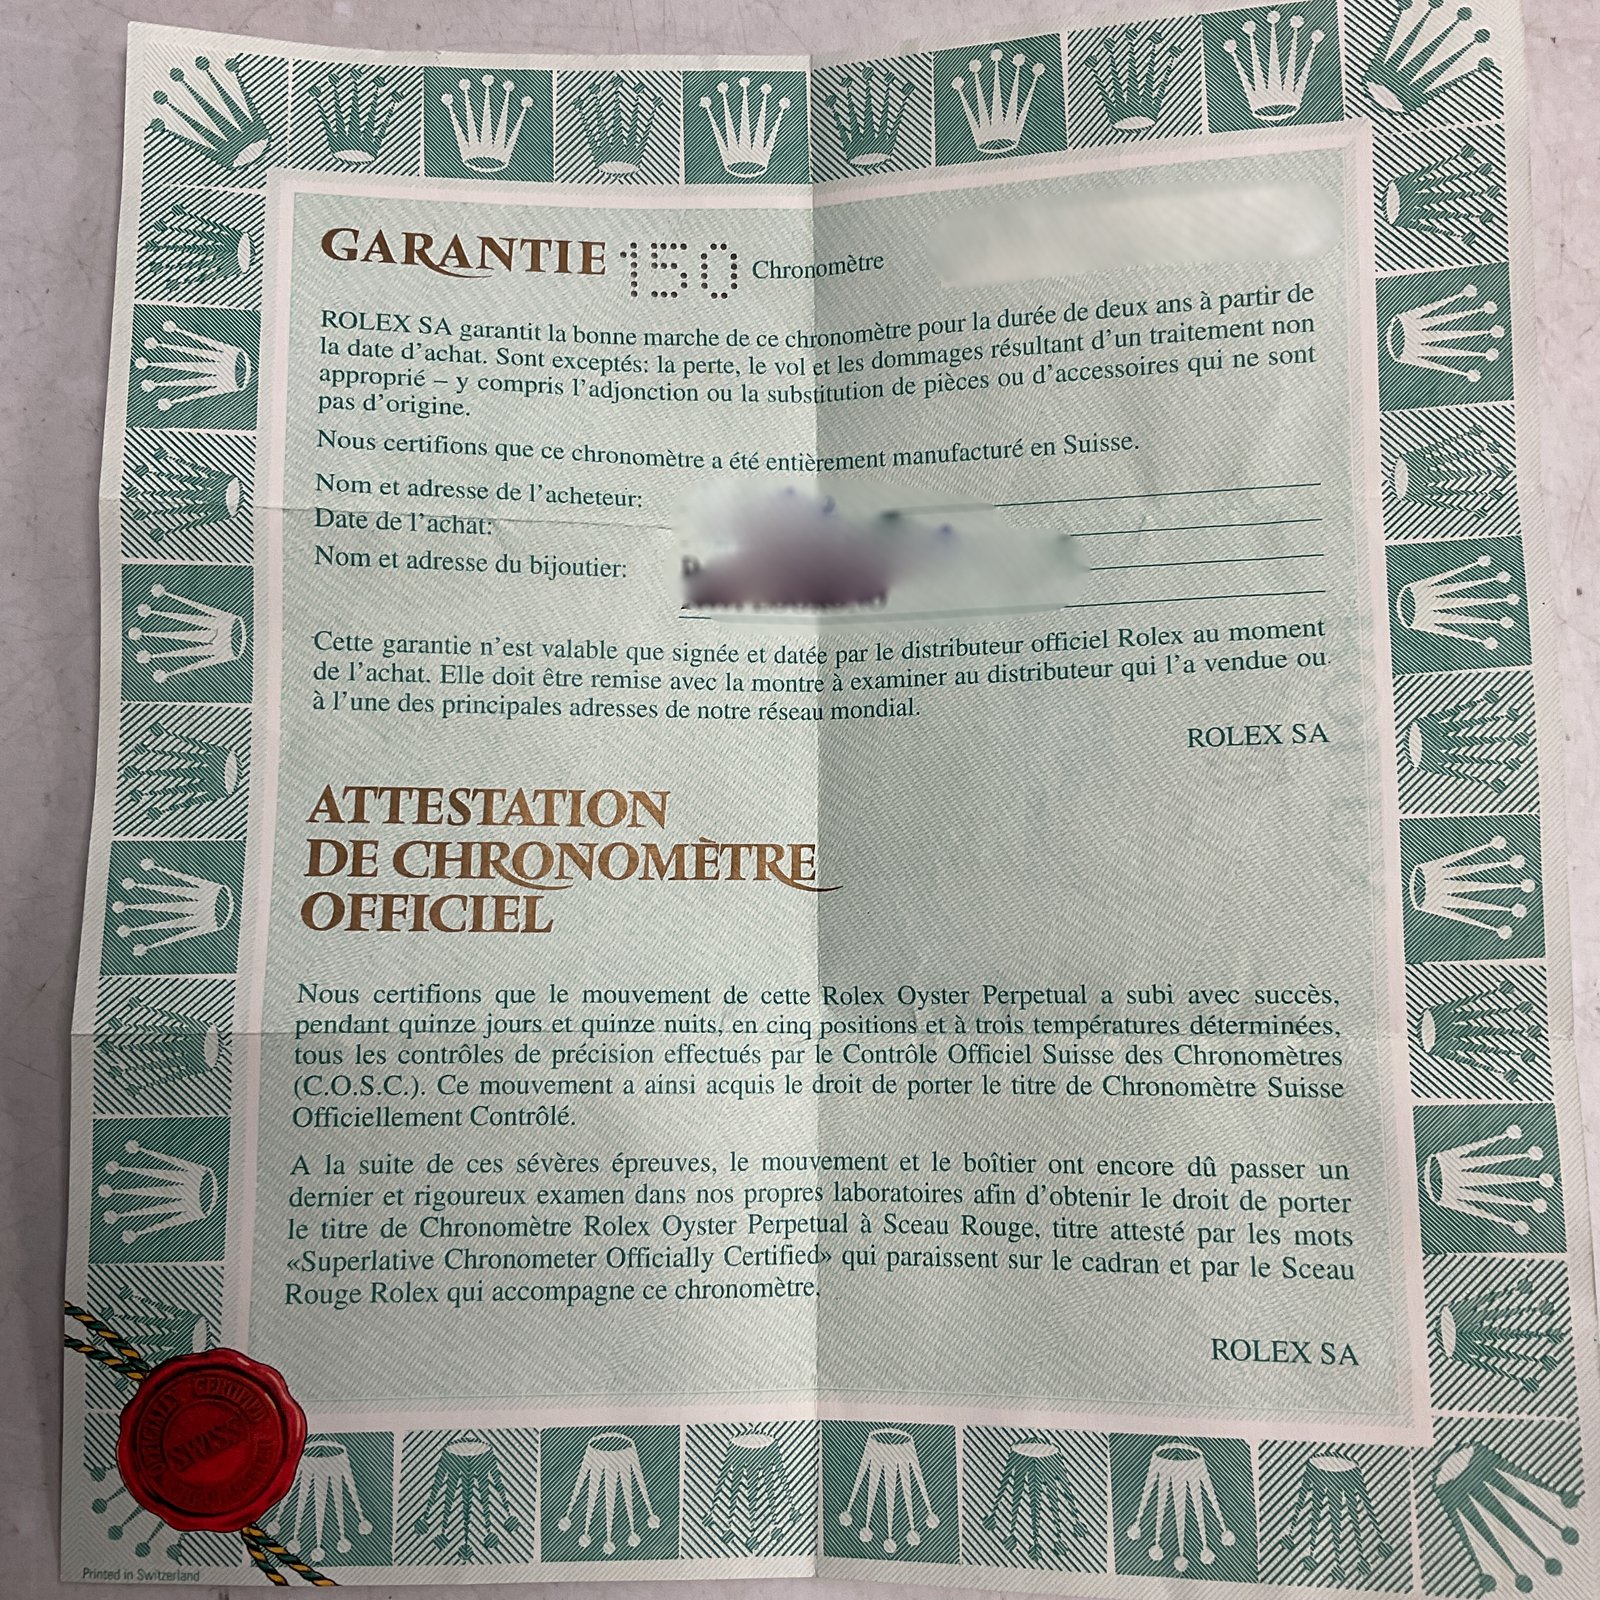 GARANTIE 150 Chronomètre
ROLEX SA garantit la bonne marche de ce chronomètre pour la durée de deux ans à partir de
la date d'achat. Sont exceptés: la perte, le vol et les dommages résultant d'un traitement non
approprié – y compris l'adjonction ou la substitution de pièces ou d'accessoires qui ne sont
pas d'origine.
Nous certifions que ce chronomètre a été entièrement manufacturé en Suisse.
Nom et adresse de l'acheteur:
Date de l'achat:
Nom et adresse du bijoutier:
Cette garantie n'est valable que signée et datée par le distributeur officiel Rolex au moment
de l'achat. Elle doit être remise avec la montre à examiner au distributeur qui l'a vendue ou
à l'une des principales adresses de notre réseau mondial.
ROLEX SA
ATTESTATION
DE CHRONOMÈTRE
OFFICIEL
Nous certifions que le mouvement de cette Rolex Oyster Perpetual a subi avec succès,
pendant quinze jours et quinze nuits, en cinq positions et à trois températures déterminées,
tous les contrôles de précision effectués par le Contrôle Officiel Suisse des Chronomètres
(C.O.S.C.). Ce mouvement a ainsi acquis le droit de porter le titre de Chronomètre Suisse
Officiellement Contrôlé.
A la suite de ces sévères épreuves, le mouvement et le boîtier ont encore dû passer un
dernier et rigoureux examen dans nos propres laboratoires afin d'obtenir le droit de porter
le titre de Chronomètre Rolex Oyster Perpetual à Sceau Rouge, titre attesté par les mots
«Superlative Chronometer Officially Certified» qui paraissent sur le cadran et par le Sceau
Rouge Rolex qui accompagne ce chronomètre.
ROLEX SA
OFFICIALLY CERTIFIED
SWISS
Printed in Switzerland